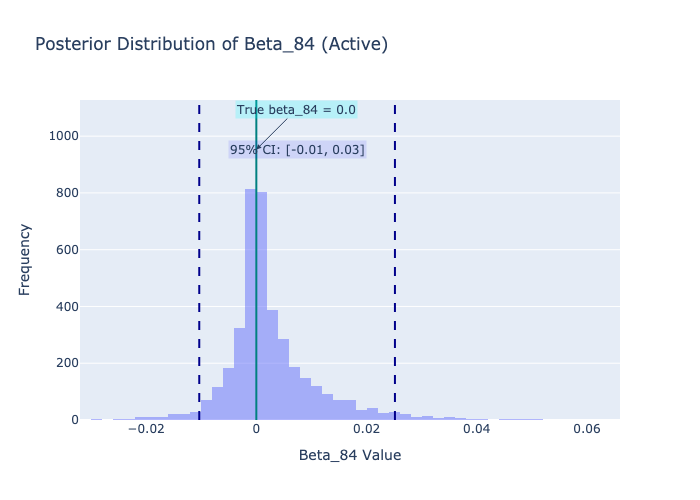 Posterior Distribution of Beta_84 (Active)
True beta_84 = 0.0
95% CI: [-0.01, 0.03]
1000
800
600
400
200
0
Frequency
−0.02
0
0.02
0.04
0.06
Beta_84 Value